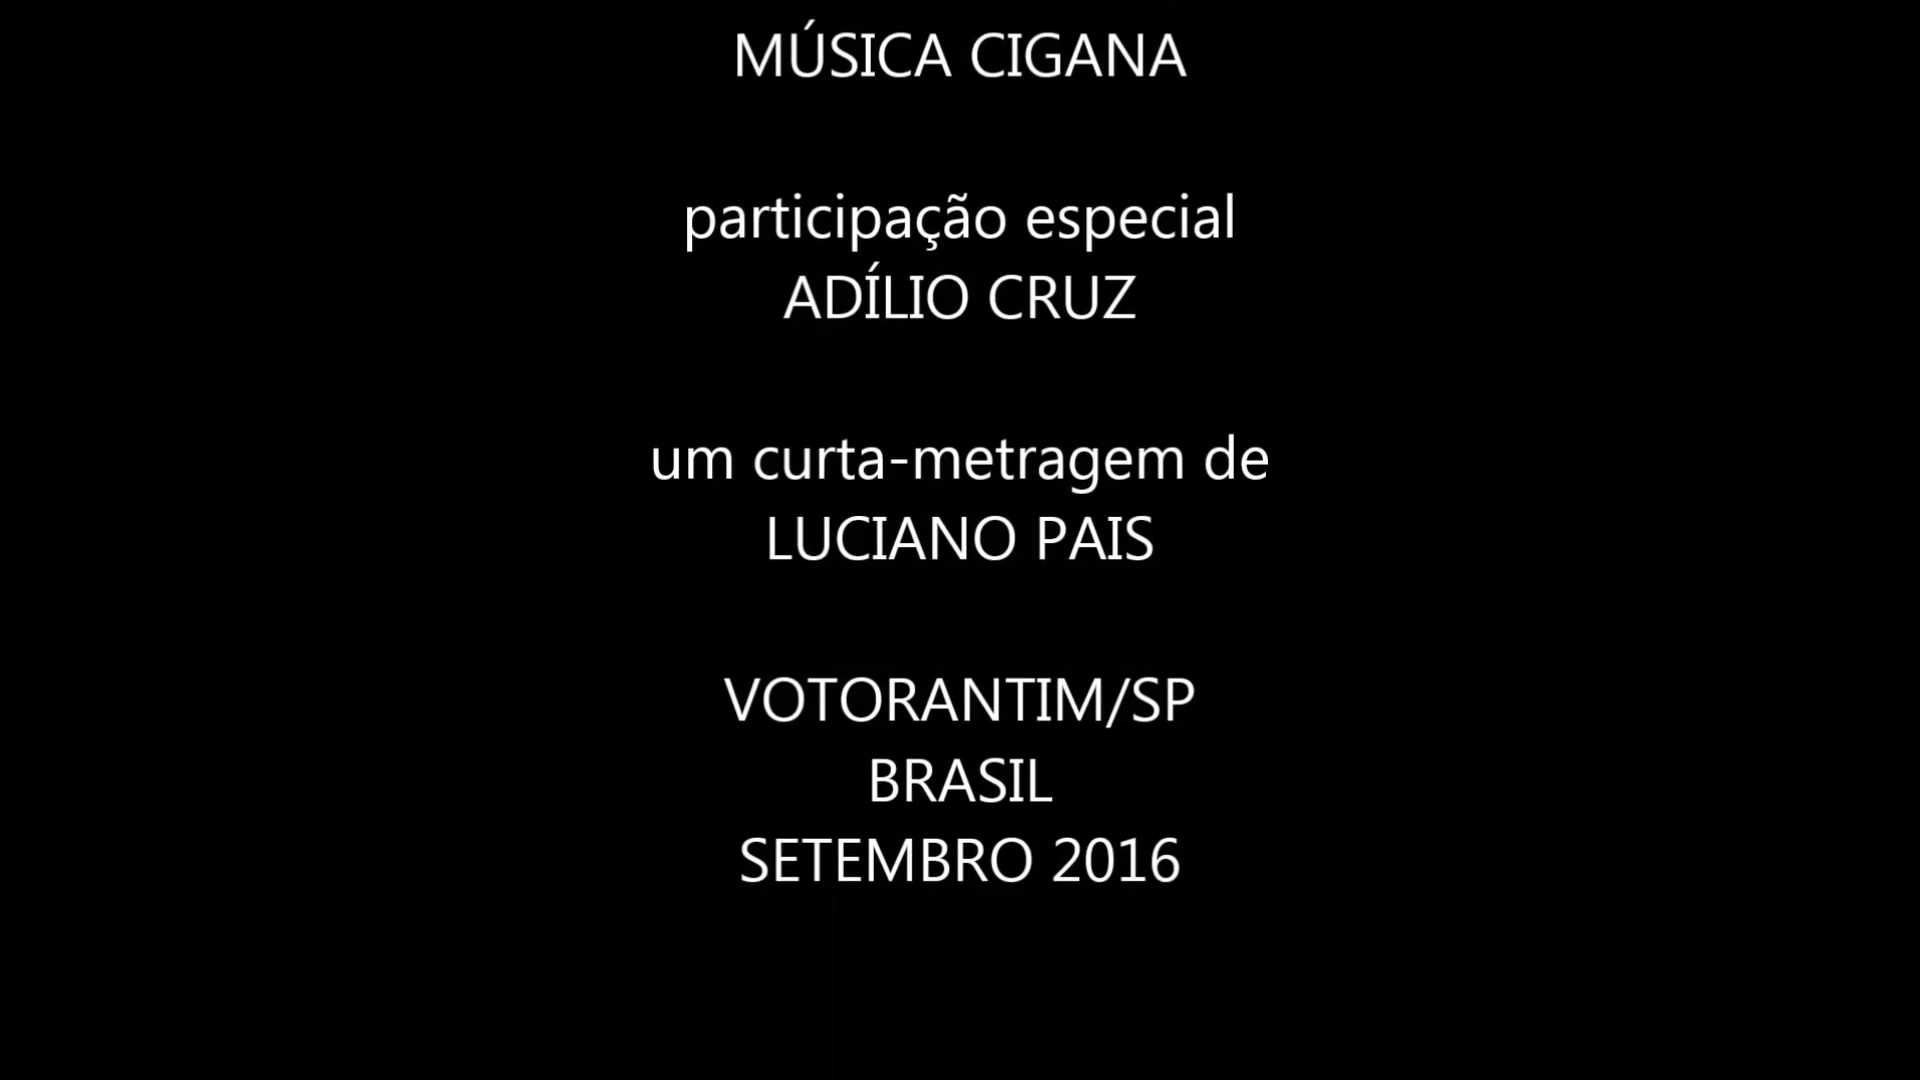 MÚSICA CIGANA
participação especial
ADÍLIO CRUZ
um curta-metragem de
LUCIANO PAIS
VOTORANTIM/SP
BRASIL
SETEMBRO 2016